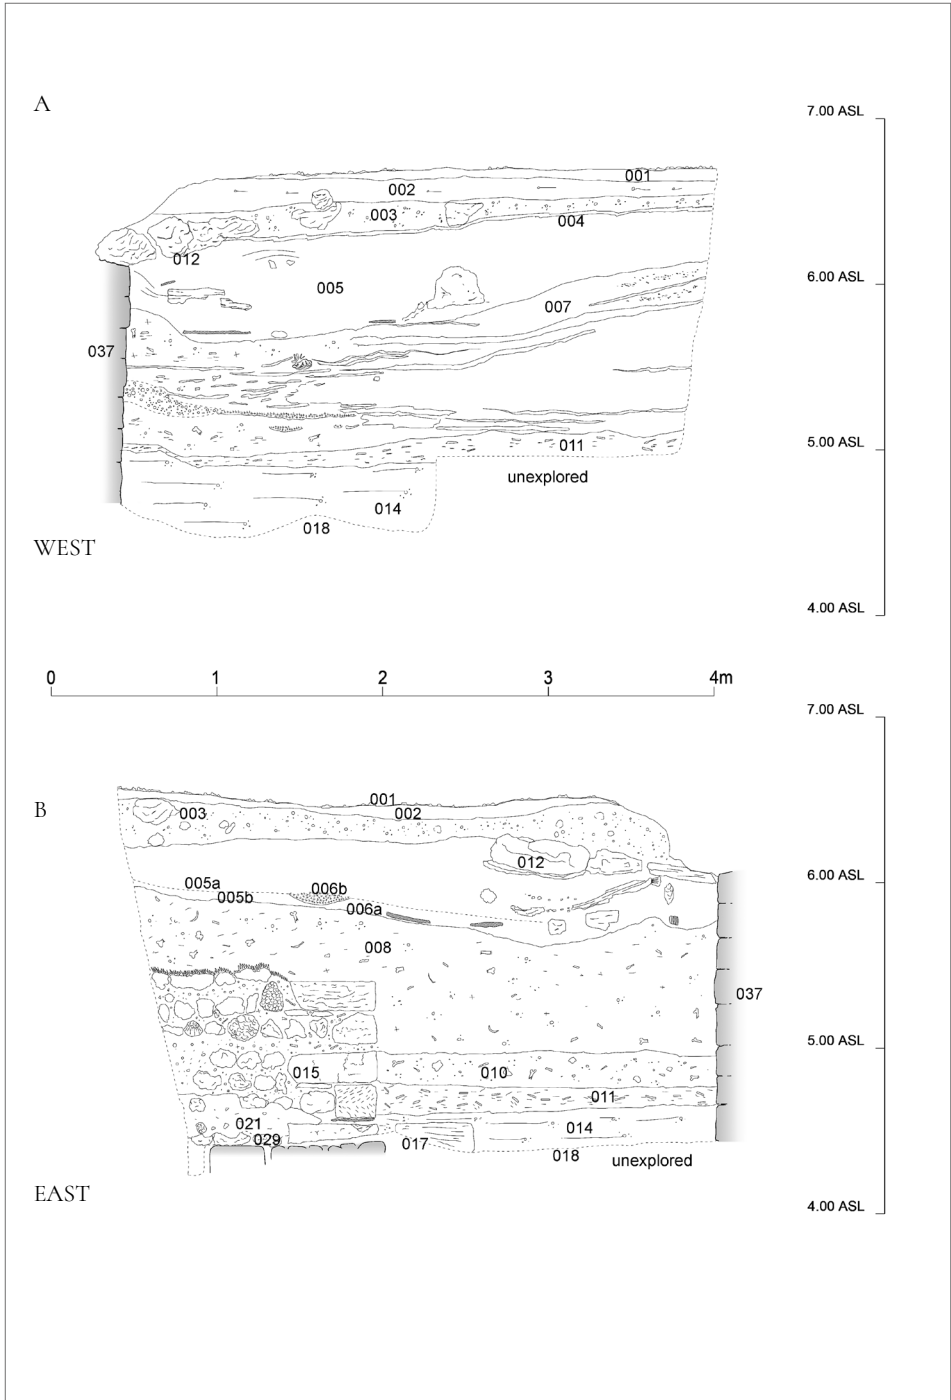 A
7.00 ASL
001
002
003
004
012
6.00 ASL
005
007
037
5.00 ASL
011
unexplored
014
018
WEST
4.00 ASL
0 1 2 3 4m
7.00 ASL
B
001
003
002
012
6.00 ASL
005a
006b
005b
006a
008
037
5.00 ASL
015
010
011
021
014
029
017
018
unexplored
EAST
4.00 ASL